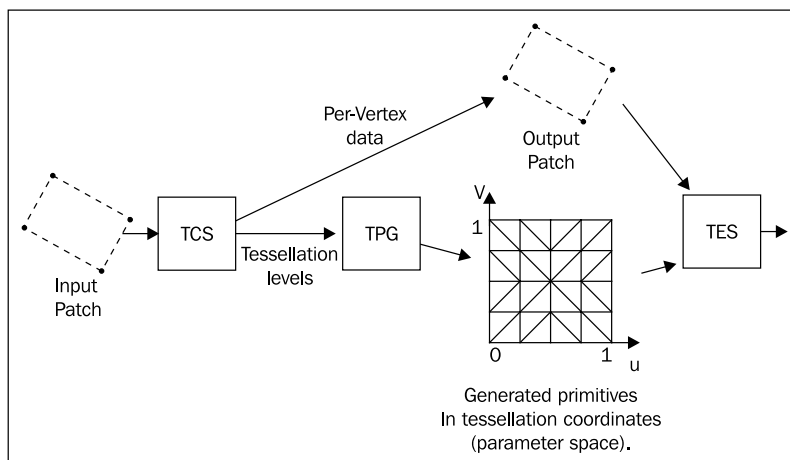 Per-Vertex
data
Output
Patch
V
1
TCS
TPG
TES
Tessellation
levels
Input
Patch
0
1
u
Generated primitives
In tessellation coordinates
(parameter space).